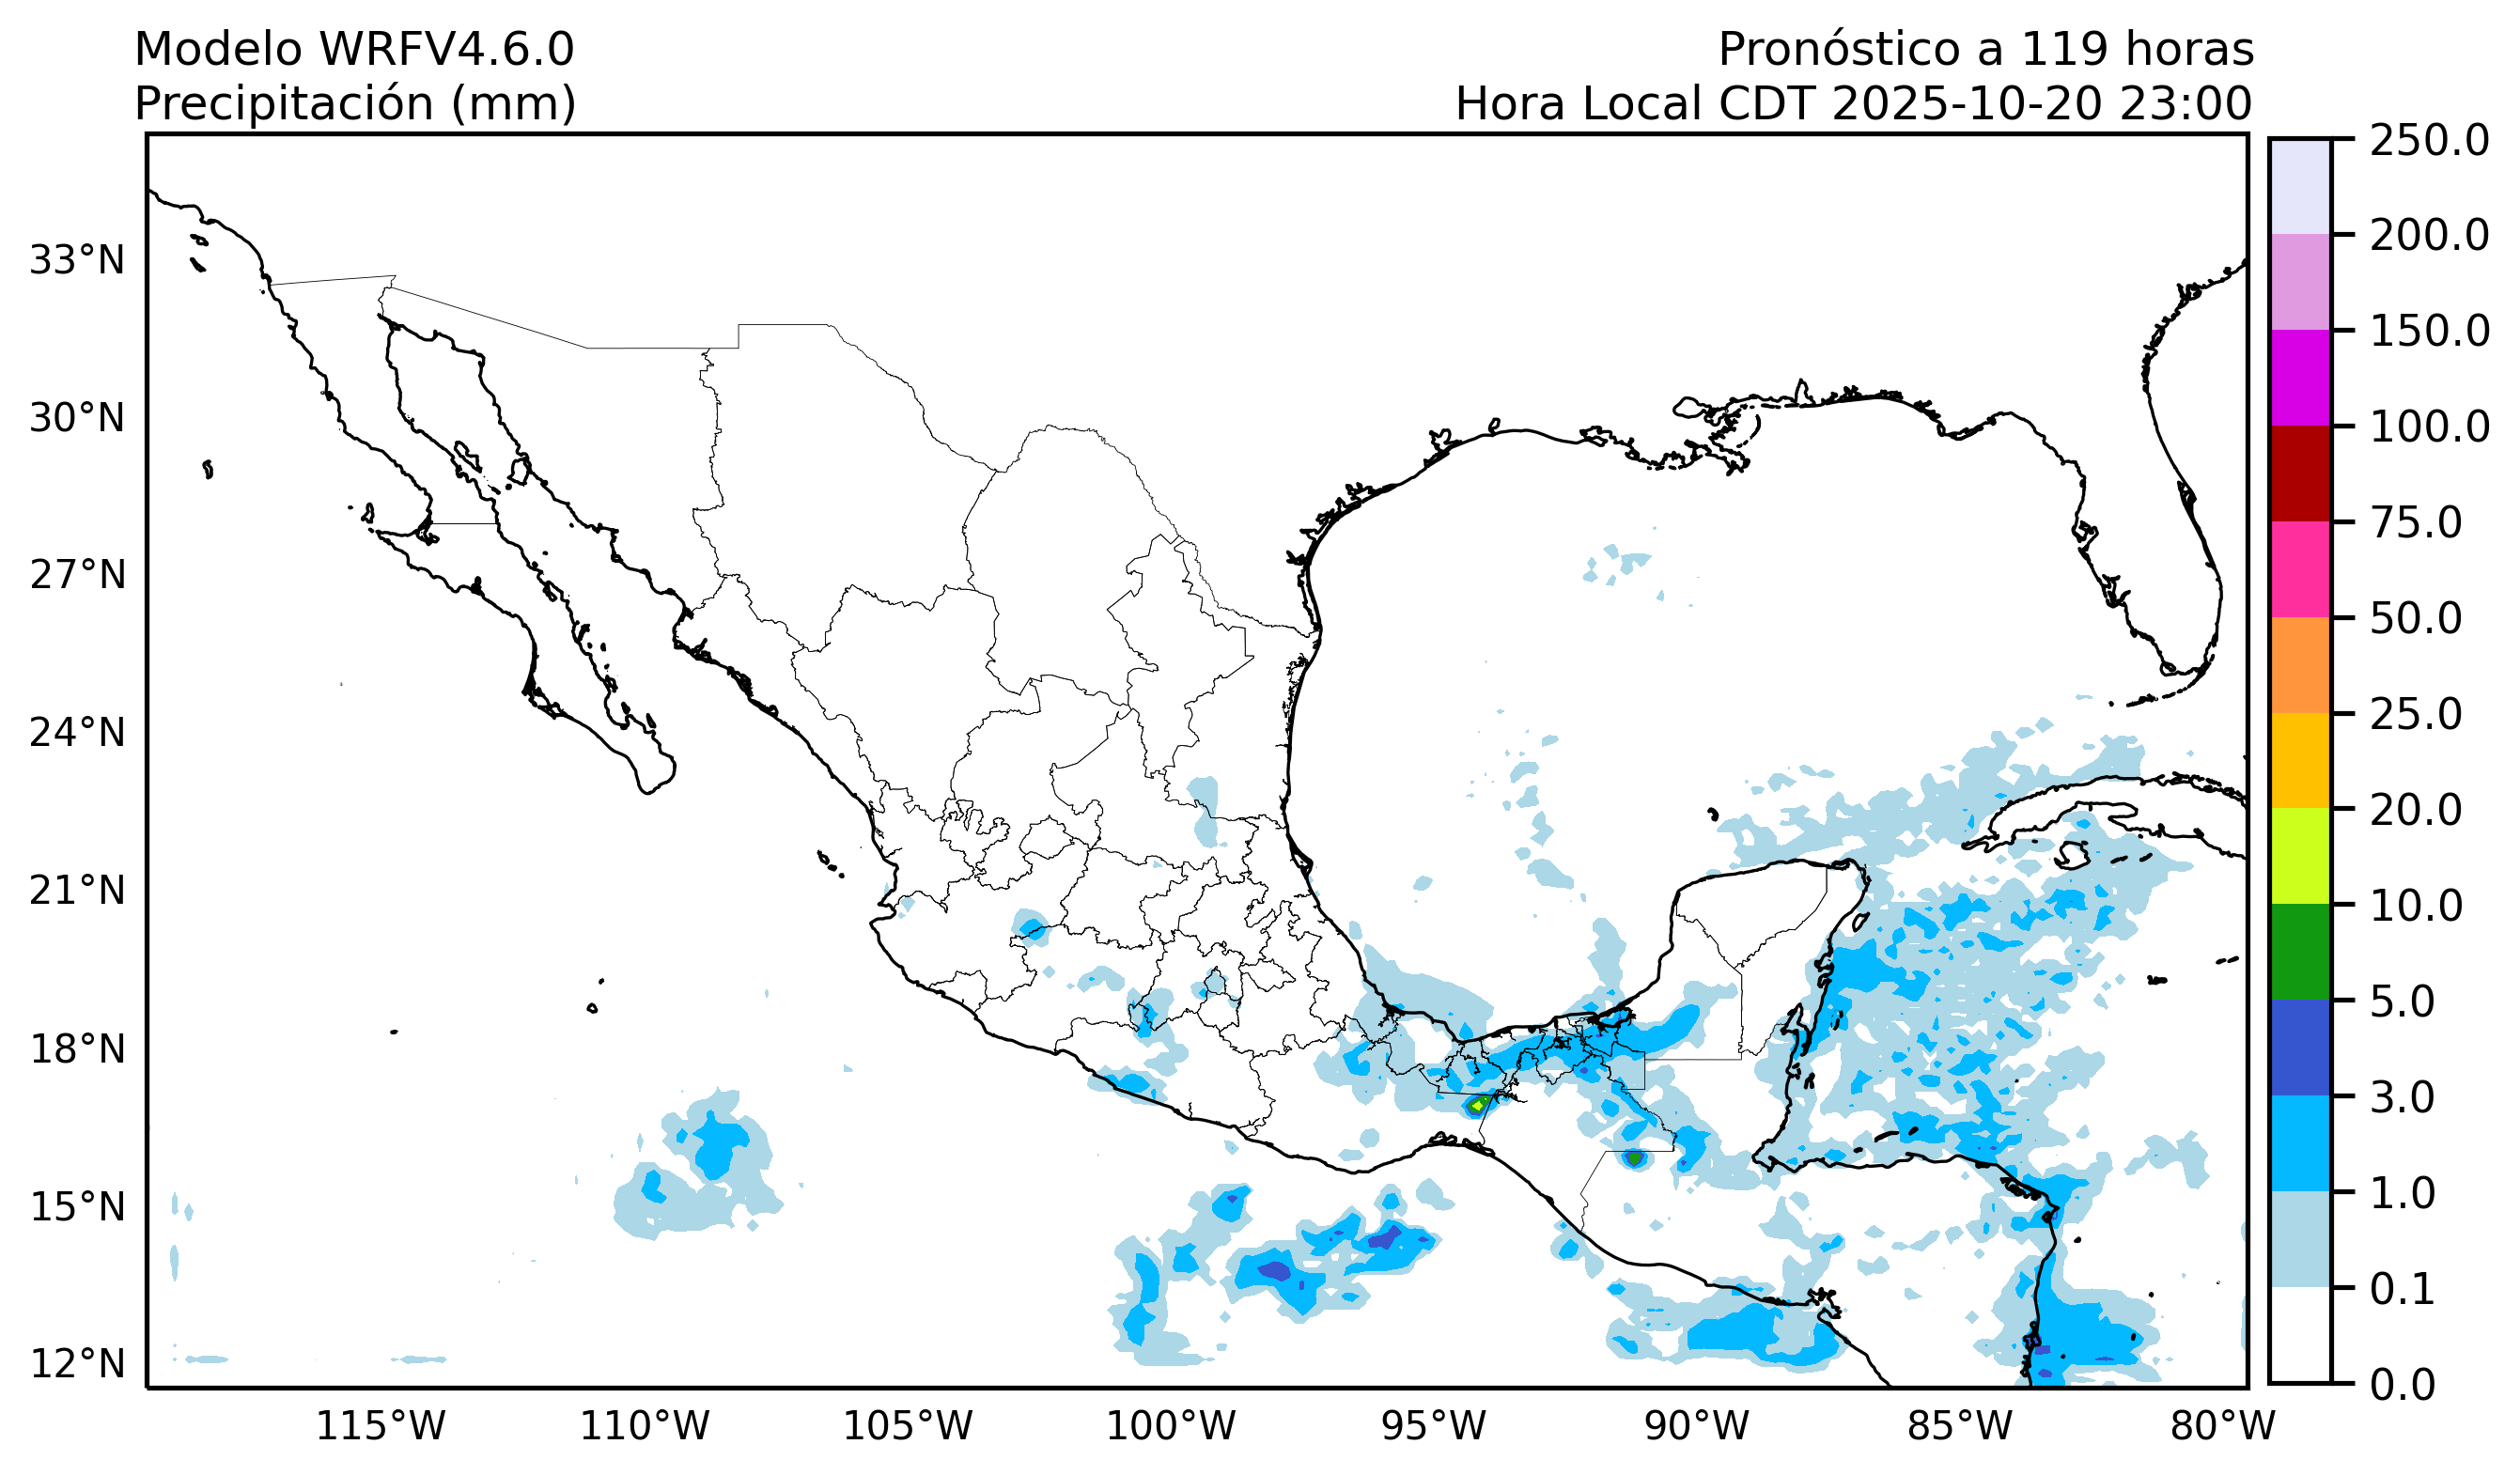 Modelo WRFV4.6.0
Precipitación (mm)
Pronóstico a 119 horas
Hora Local CDT 2025-10-20 23:00
33°N
30°N
27°N
24°N
21°N
18°N
15°N
12°N
115°W
110°W
105°W
100°W
95°W
90°W
85°W
80°W
250.0
200.0
150.0
100.0
75.0
50.0
25.0
20.0
10.0
5.0
3.0
1.0
0.1
0.0